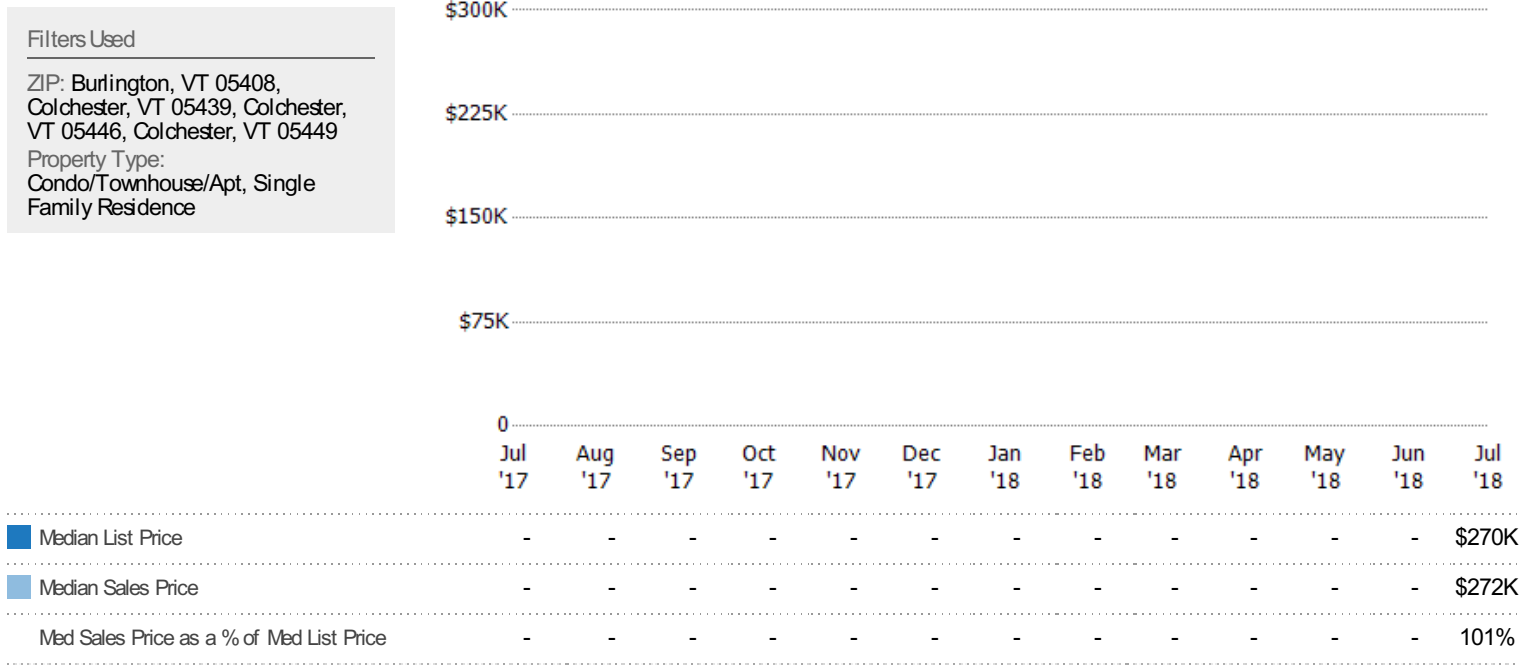 Filters Used
ZIP: Burlington, VT 05408,
Colchester, VT 05439, Colchester,
VT 05446, Colchester, VT 05449
Property Type:
Condo/Townhouse/Apt, Single
Family Residence
$300K
$225K
$150K
$75K
0
Jul Aug Sep Oct Nov Dec Jan Feb Mar Apr May Jun Jul
'17 '17 '17 '17 '17 '17 '18 '18 '18 '18 '18 '18 '18
Median List Price - - - - - - - - - - - - $270K
Median Sales Price - - - - - - - - - - - - $272K
Med Sales Price as a % of Med List Price - - - - - - - - - - - - 101%